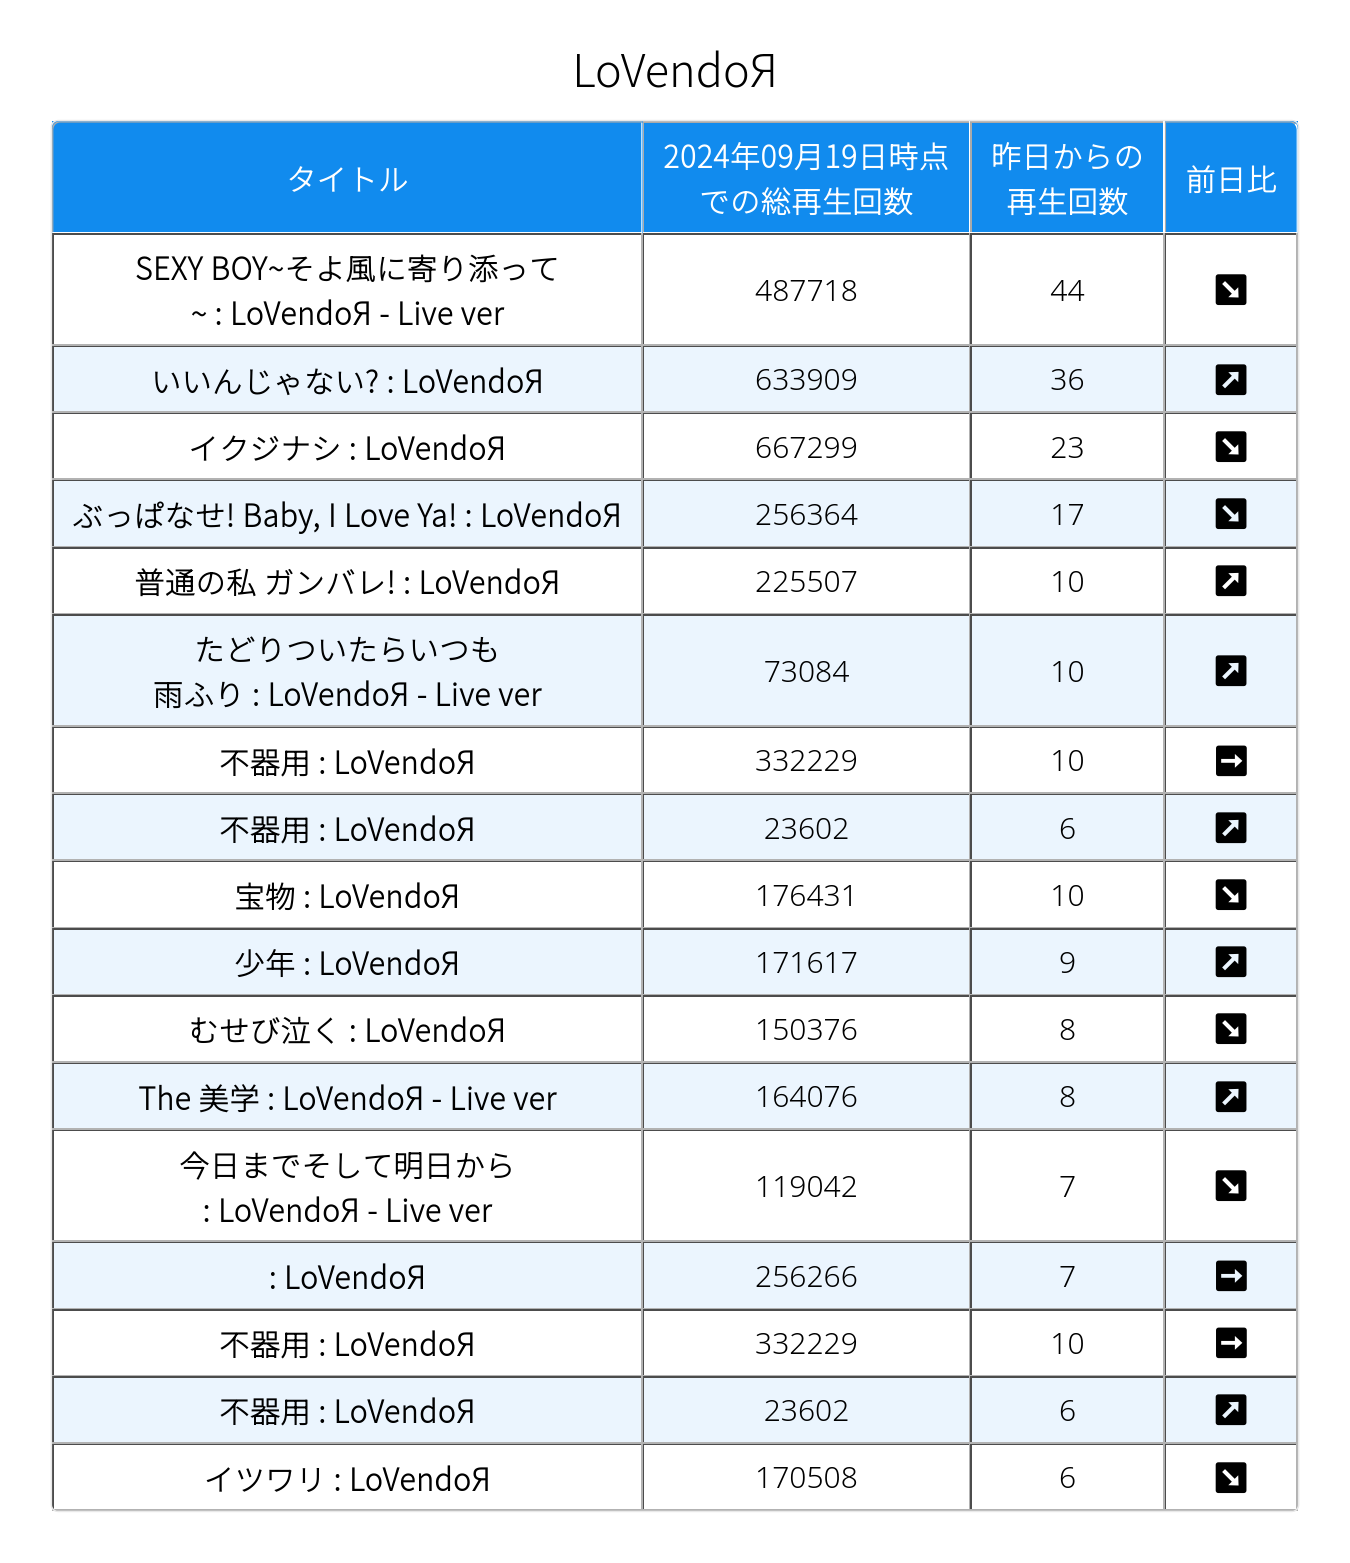 LoVendoЯ
タイトル
2024年09月19日時点
での総再生回数
昨日からの
再生回数
前日比
SEXY BOY~そよ風に寄り添って
~ : LoVendoЯ - Live ver
487718
44
いいんじゃない? : LoVendoЯ
633909
36
イクジナシ : LoVendoЯ
667299
23
ぶっぱなせ! Baby, I Love Ya! : LoVendoЯ
256364
17
普通の私 ガンバレ! : LoVendoЯ
225507
10
たどりついたらいつも
雨ふり : LoVendoЯ - Live ver
73084
10
不器用 : LoVendoЯ
332229
10
不器用 : LoVendoЯ
23602
6
宝物 : LoVendoЯ
176431
10
少年 : LoVendoЯ
171617
9
むせび泣く : LoVendoЯ
150376
8
The 美学 : LoVendoЯ - Live ver
164076
8
今日までそして明日から
: LoVendoЯ - Live ver
119042
7
: LoVendoЯ
256266
7
不器用 : LoVendoЯ
332229
10
不器用 : LoVendoЯ
23602
6
イツワリ : LoVendoЯ
170508
6